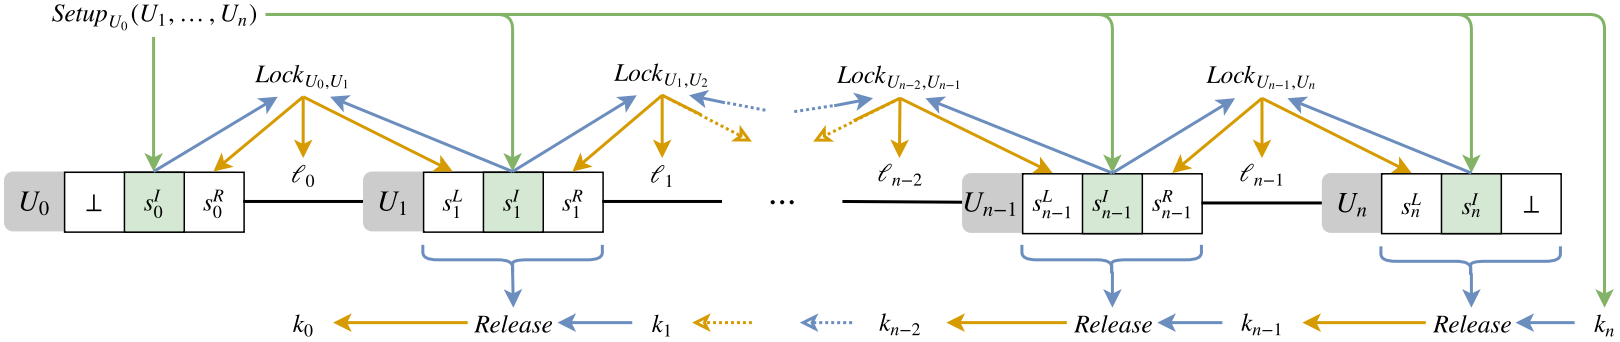 Setup_{U_0}(U_1, …, U_n)
Lock_{U_0,U_1} Lock_{U_1,U_2} Lock_{U_{n-2},U_{n-1}} Lock_{U_{n-1},U_n}
ℓ_0 ℓ_1 ℓ_{n-2} ℓ_{n-1}
U_0 ⊥ s_0^I s_0^R U_1 s_1^L s_1^I s_1^R ... U_{n-1} s_{n-1}^L s_{n-1}^I s_{n-1}^R U_n s_n^L s_n^I ⊥
k_0 Release k_1 k_{n-2} Release k_{n-1} Release k_n